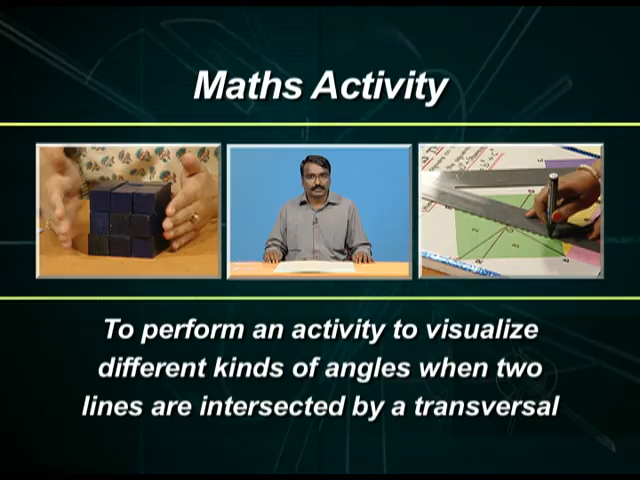 Maths Activity
To perform an activity to visualize
different kinds of angles when two
lines are intersected by a transversal